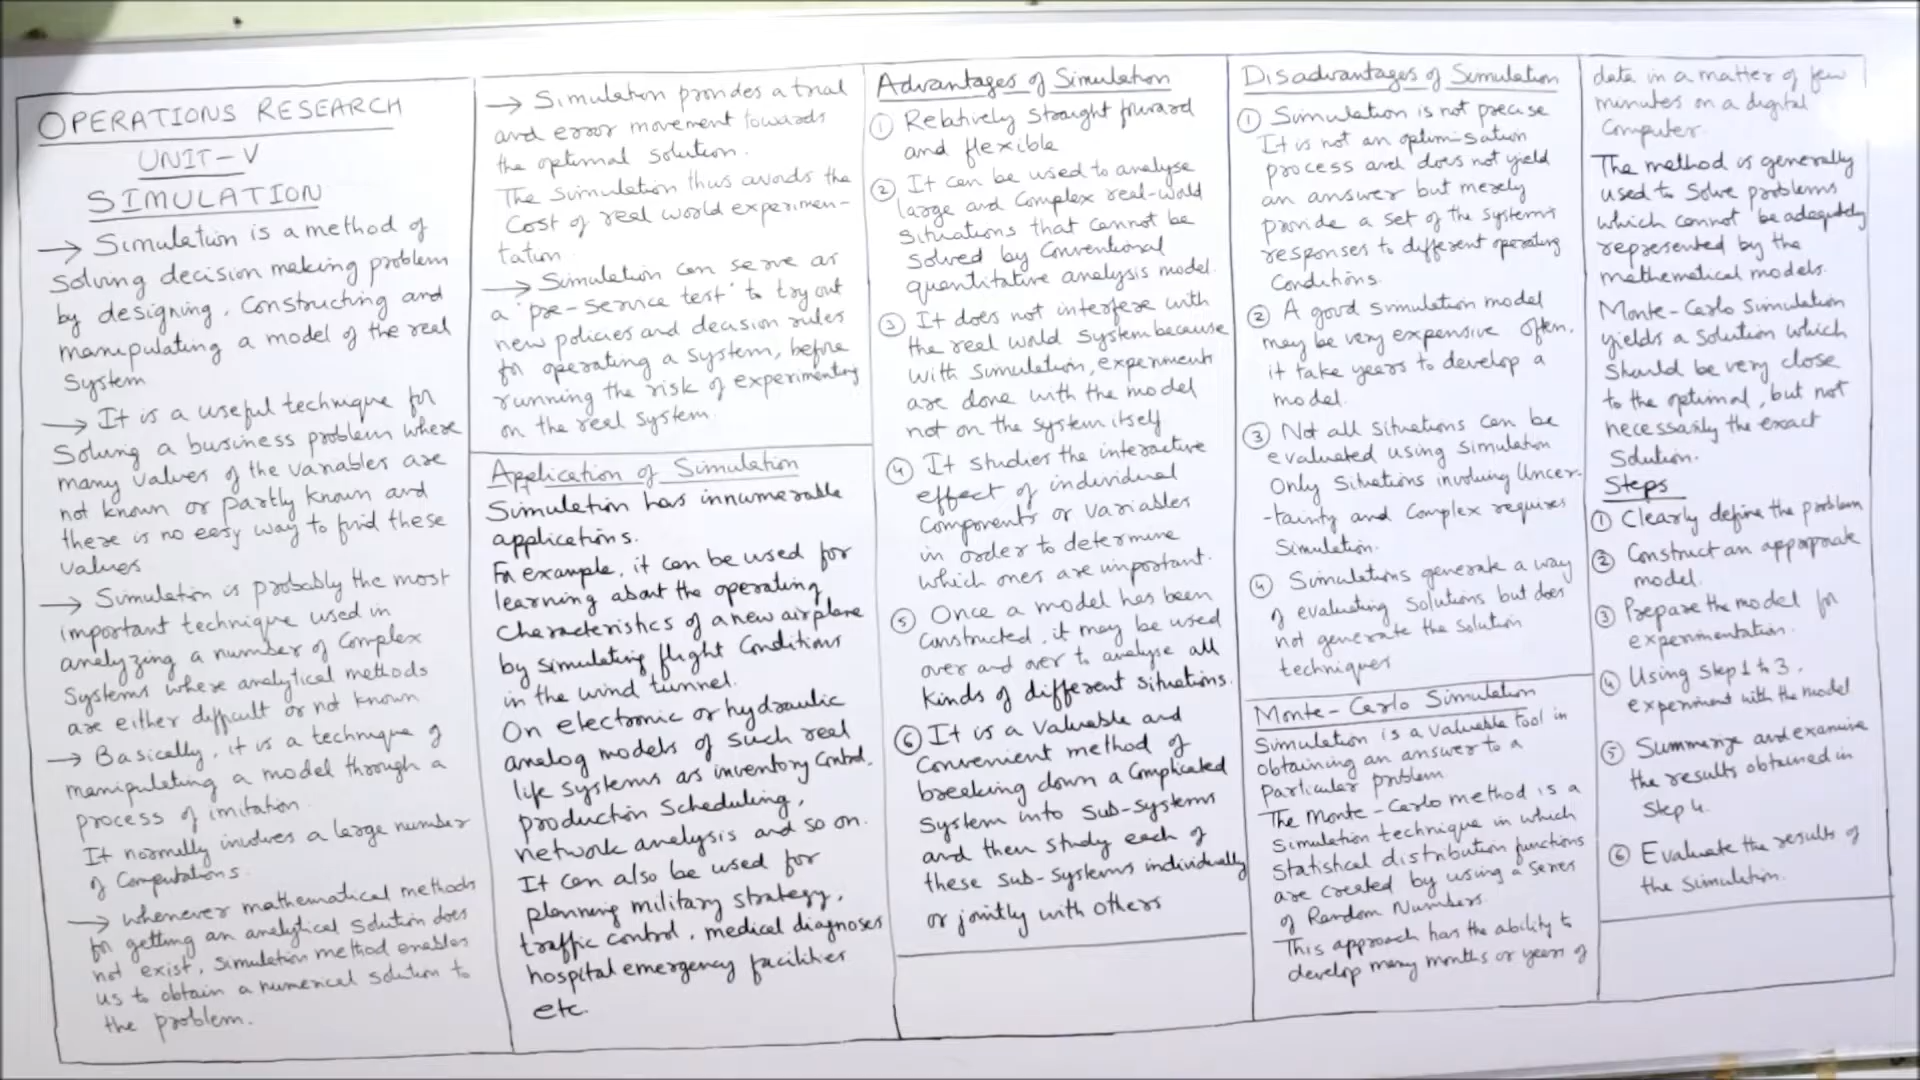 OPERATIONS RESEARCH
UNIT-V
SIMULATION
→ Simulation is a method of
solving decision making problem
by designing, Constructing and
manipulating a model of the real
System
→ It is a useful technique for
Solving a business problem where
many values of the variables are
not known or partly known and
there is no easy way to find these
values
→ Simulation is probably the most
important technique used in
analyzing a number of Complex
Systems where analytical methods
are either difficult or not known
→ Basically, it is a technique of
manipulating a model through a
process of imitation.
It normally involves a large number
of Computations.
→ whenever mathematical methods
for getting an analytical solution does
not exist, simulation method enables
us to obtain a numerical solution to
the problem.
→ Simulation provides a trial
and error movement towards
the optimal solution.
The simulation thus avoids the
Cost of real world experimen-
tation.
→ Simulation can serve as
a 'pre-service test' to try out
new policies and decision rules
for operating a system, before
running the risk of experimenting
on the real system.
Application of Simulation
Simulation has innumerable
applications.
For example, it can be used for
learning about the operating
Characteristics of a new airplane
by simulating flight Conditions
in the wind tunnel.
On electronic or hydraulic
analog models of such real
life systems as inventory Control,
production Scheduling,
network analysis and so on.
It can also be used for
planning military strategy,
traffic control, medical diagnoses
hospital emergency facilities
etc.
Advantages of Simulation
① Relatively straight forward
and flexible
② It can be used to analyse
large and Complex real-world
Situations that cannot be
Solved by Conventional
quantitative analysis model.
③ It does not interfere with
the real world System because
with simulation, experiments
are done with the model
not on the system itself
④ It studies the interactive
effect of individual
Components or variables
in order to determine
which ones are important.
⑤ Once a model has been
Constructed, it may be used
over and over to analyse all
kinds of different situations.
⑥ It is a valuable and
Convenient method of
breaking down a Complicated
System into Sub-Systems
and then study each of
these sub-systems individually
or jointly with others
Disadvantages of Simulation
① Simulation is not precise
It is not an optimisation
process and does not yield
an answer but merely
provide a set of the system's
responses to different operating
Conditions.
② A good simulation model
may be very expensive often,
it take years to develop a
model.
③ Not all situations can be
evaluated using simulation
Only Situations involving Uncer-
-tainty and Complex requires
Simulation.
④ Simulations generate a way
of evaluating Solutions but does
not generate the Solution
techniques
Monte-Carlo Simulation
Simulation is a valuable tool in
obtaining an answer to a
particular problem
The Monte-Carlo method is a
Simulation technique in which
Statistical distribution functions
are created by using a series
of Random Numbers.
This approach has the ability to
develop many months or years of
data in a matter of few
minutes on a digital
Computer.
The method is generally
used to Solve problems
which cannot be adequately
represented by the
mathematical models.
Monte-Carlo Simulation
yields a Solution which
should be very close
to the optimal, but not
necessarily the exact
Solution.
Steps
① Clearly define the problem
② Construct an appropriate
model.
③ Prepare the model for
experimentation.
④ Using step 1 to 3,
experiment with the model
⑤ Summarize and examine
the results obtained in
Step 4.
⑥ Evaluate the results of
the Simulation.